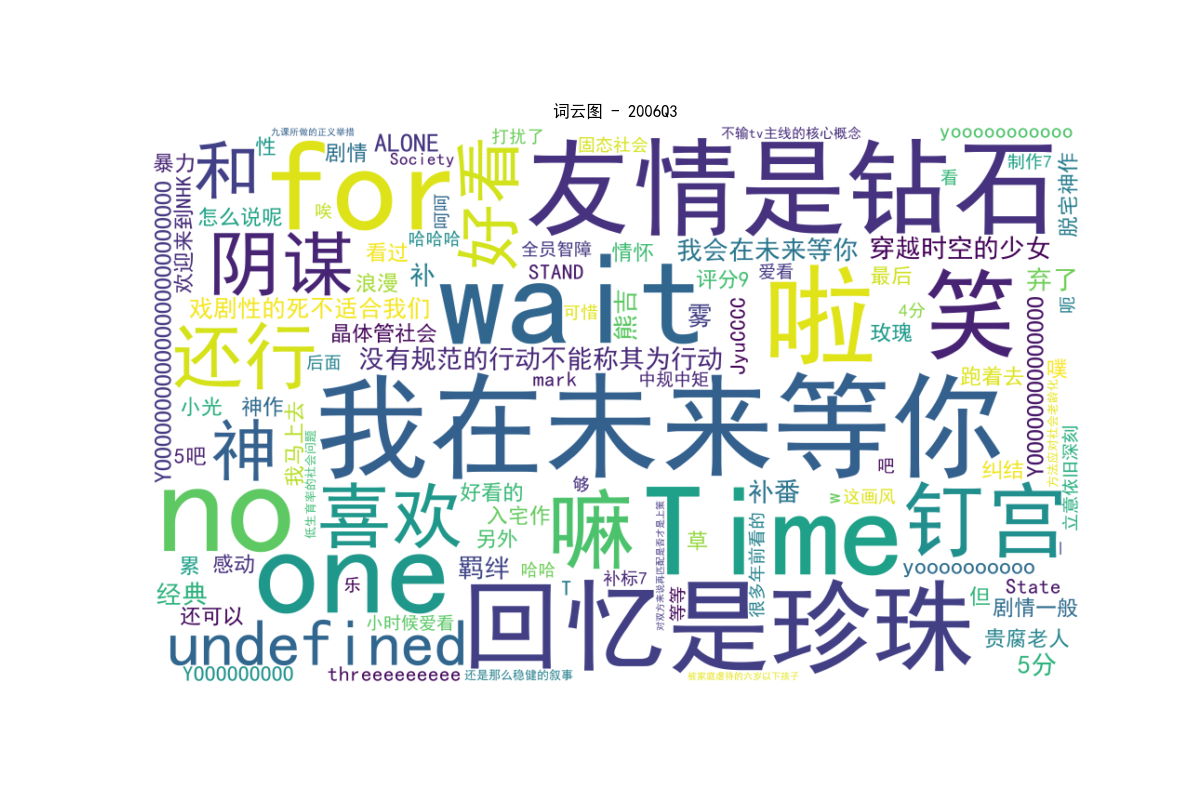 词云图 - 2006Q3
九课所做的正义举措
打扰了
不输tv主线的核心概念
yooooooooooo
暴力
和
性
剧情
ALONE
Society
for
好看
固态社会
友情是钻石
看
制作7
脱宅神作
欢迎来到NHK
怎么说呢
唉
呵呵
哈哈哈
阴谋
看过
全员智障
情怀
我会在未来等你
穿越时空的少女
浪漫
补
STAND
wait
评分9
爱看
最后
弃了
戏剧性的死不适合我们
可惜
熊吉
雾
JyuCCCC
啦
4分
笑
呃
晶体管社会
玫瑰
还行
后面
没有规范的行动不能称其为行动
mark
中规中矩
跑着去
噗
小光
神作
我马上去
我在未来等你
5吧
神
低生育率的社会问题
吧
纠结
方法应对社会老龄化
立意依旧深刻
no
喜欢
好看的
够
入宅作
另外
嘛
对双方来说再匹配是否才是上策
Time
草
补番
w
这画风
很多年前看的
钉宫
一
累
感动
one
羁绊
哈哈
T
补标7
yoooooooooo
经典
乐
等等
但
State
还可以
小时候爱看
回忆是珍珠
剧情一般
undefined
贵腐老人
YOOOOOOOOO
threeeeeeeee
还是那么稳健的叙事
被家庭虐待的六岁以下孩子
5分